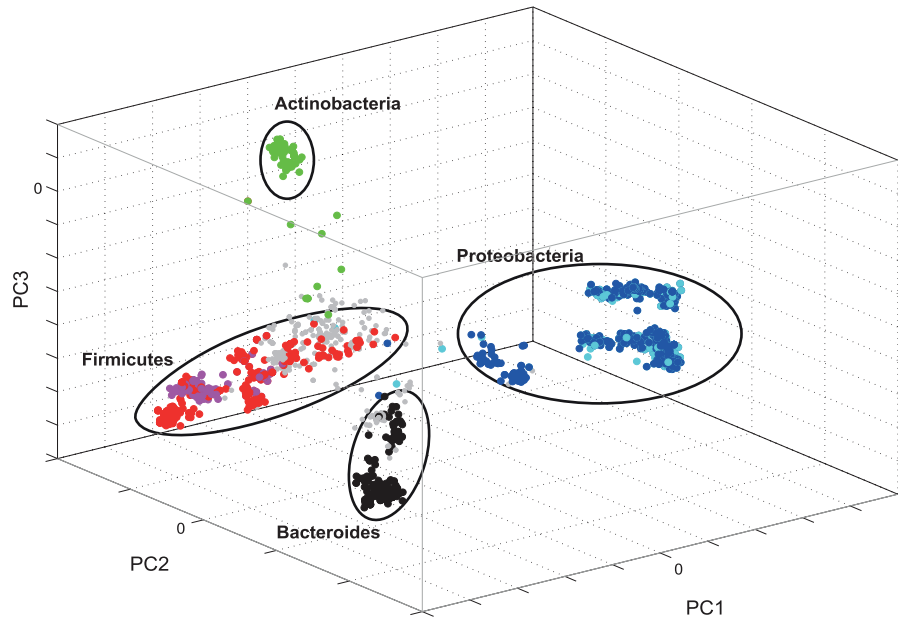 Actinobacteria
0
Proteobacteria
PC3
Firmicutes
Bacteroides
0
PC2
0
PC1